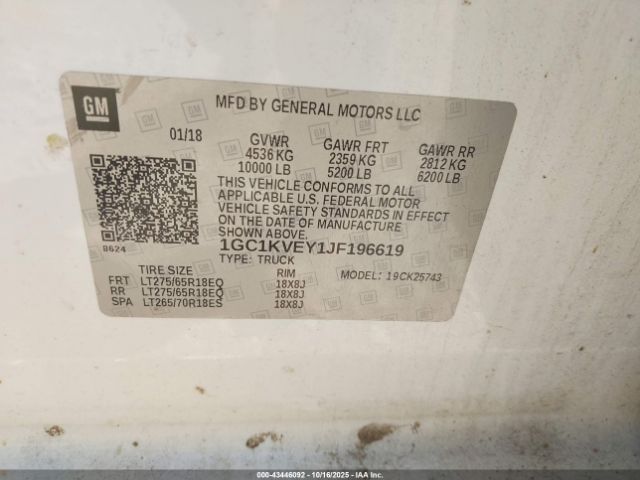 GM
MFD BY GENERAL MOTORS LLC
01/18
GVWR GAWR FRT GAWR RR
4536 KG 2359 KG 2812 KG
10000 LB 5200 LB 6200 LB
THIS VEHICLE CONFORMS TO ALL
APPLICABLE U.S. FEDERAL MOTOR
VEHICLE SAFETY STANDARDS IN EFFECT
ON THE DATE OF MANUFACTURE
SHOWN ABOVE.
8624
1GC1KVEY1JF196619
TYPE: TRUCK
TIRE SIZE RIM MODEL: 19CK25743
FRT LT275/65R18EQ 18X8J
RR LT275/65R18EQ 18X8J
SPA LT265/70R18ES 18X8J
000-43446092 - 10/16/2025 - IAAI.COM